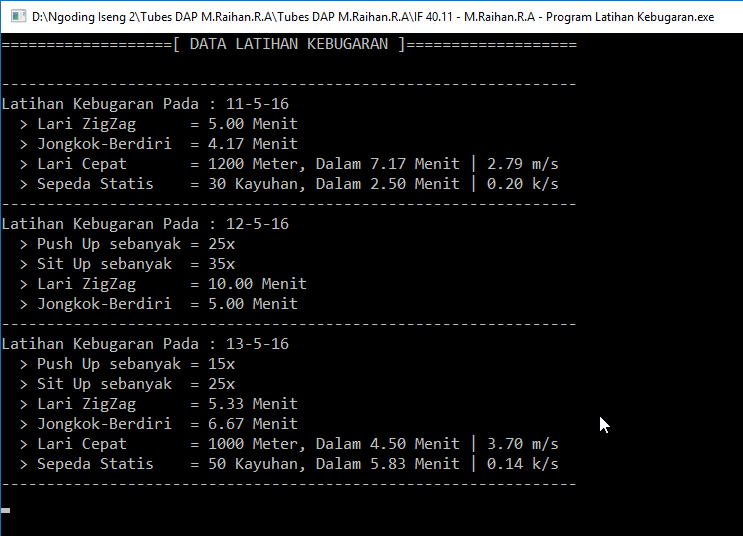 D:\Ngoding Iseng 2\Tubes DAP M.Raihan.R.A\Tubes DAP M.Raihan.R.A\IF 40.11 - M.Raihan.R.A - Program Latihan Kebugaran.exe
===================[ DATA LATIHAN KEBUGARAN ]===================
----------------------------------------------------------------
Latihan Kebugaran Pada : 11-5-16
  > Lari ZigZag      = 5.00 Menit
  > Jongkok-Berdiri  = 4.17 Menit
  > Lari Cepat       = 1200 Meter, Dalam 7.17 Menit | 2.79 m/s
  > Sepeda Statis    = 30 Kayuhan, Dalam 2.50 Menit | 0.20 k/s
----------------------------------------------------------------
Latihan Kebugaran Pada : 12-5-16
  > Push Up sebanyak = 25x
  > Sit Up sebanyak  = 35x
  > Lari ZigZag      = 10.00 Menit
  > Jongkok-Berdiri  = 5.00 Menit
----------------------------------------------------------------
Latihan Kebugaran Pada : 13-5-16
  > Push Up sebanyak = 15x
  > Sit Up sebanyak  = 25x
  > Lari ZigZag      = 5.33 Menit
  > Jongkok-Berdiri  = 6.67 Menit
  > Lari Cepat       = 1000 Meter, Dalam 4.50 Menit | 3.70 m/s
  > Sepeda Statis    = 50 Kayuhan, Dalam 5.83 Menit | 0.14 k/s
----------------------------------------------------------------